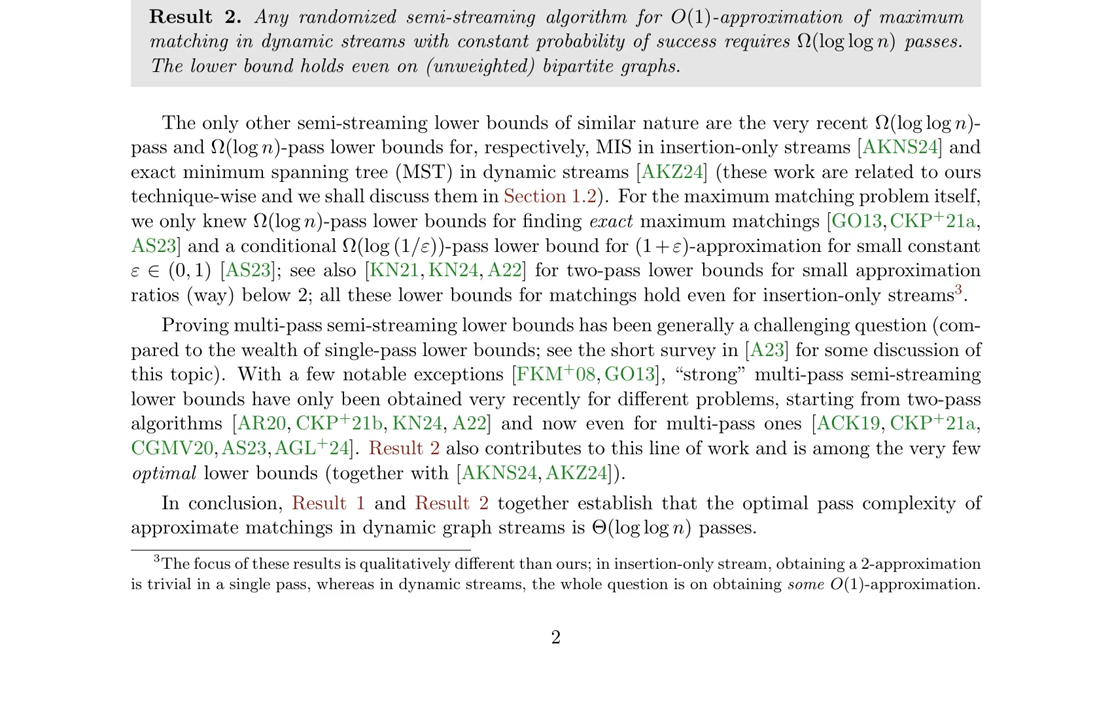 Result 2. Any randomized semi-streaming algorithm for O(1)-approximation of maximum
matching in dynamic streams with constant probability of success requires Ω(log log n) passes.
The lower bound holds even on (unweighted) bipartite graphs.
The only other semi-streaming lower bounds of similar nature are the very recent Ω(log log n)-
pass and Ω(log n)-pass lower bounds for, respectively, MIS in insertion-only streams [AKNS24] and
exact minimum spanning tree (MST) in dynamic streams [AKZ24] (these work are related to ours
technique-wise and we shall discuss them in Section 1.2). For the maximum matching problem itself,
we only knew Ω(log n)-pass lower bounds for finding exact maximum matchings [GO13, CKP+21a,
AS23] and a conditional Ω(log (1/ε))-pass lower bound for (1+ε)-approximation for small constant
ε ∈ (0, 1) [AS23]; see also [KN21, KN24, A22] for two-pass lower bounds for small approximation
ratios (way) below 2; all these lower bounds for matchings hold even for insertion-only streams3.
Proving multi-pass semi-streaming lower bounds has been generally a challenging question (com-
pared to the wealth of single-pass lower bounds; see the short survey in [A23] for some discussion of
this topic). With a few notable exceptions [FKM+08, GO13], “strong” multi-pass semi-streaming
lower bounds have only been obtained very recently for different problems, starting from two-pass
algorithms [AR20, CKP+21b, KN24, A22] and now even for multi-pass ones [ACK19, CKP+21a,
CGMV20, AS23, AGL+24]. Result 2 also contributes to this line of work and is among the very few
optimal lower bounds (together with [AKNS24, AKZ24]).
In conclusion, Result 1 and Result 2 together establish that the optimal pass complexity of
approximate matchings in dynamic graph streams is Θ(log log n) passes.
3The focus of these results is qualitatively different than ours; in insertion-only stream, obtaining a 2-approximation
is trivial in a single pass, whereas in dynamic streams, the whole question is on obtaining some O(1)-approximation.
2